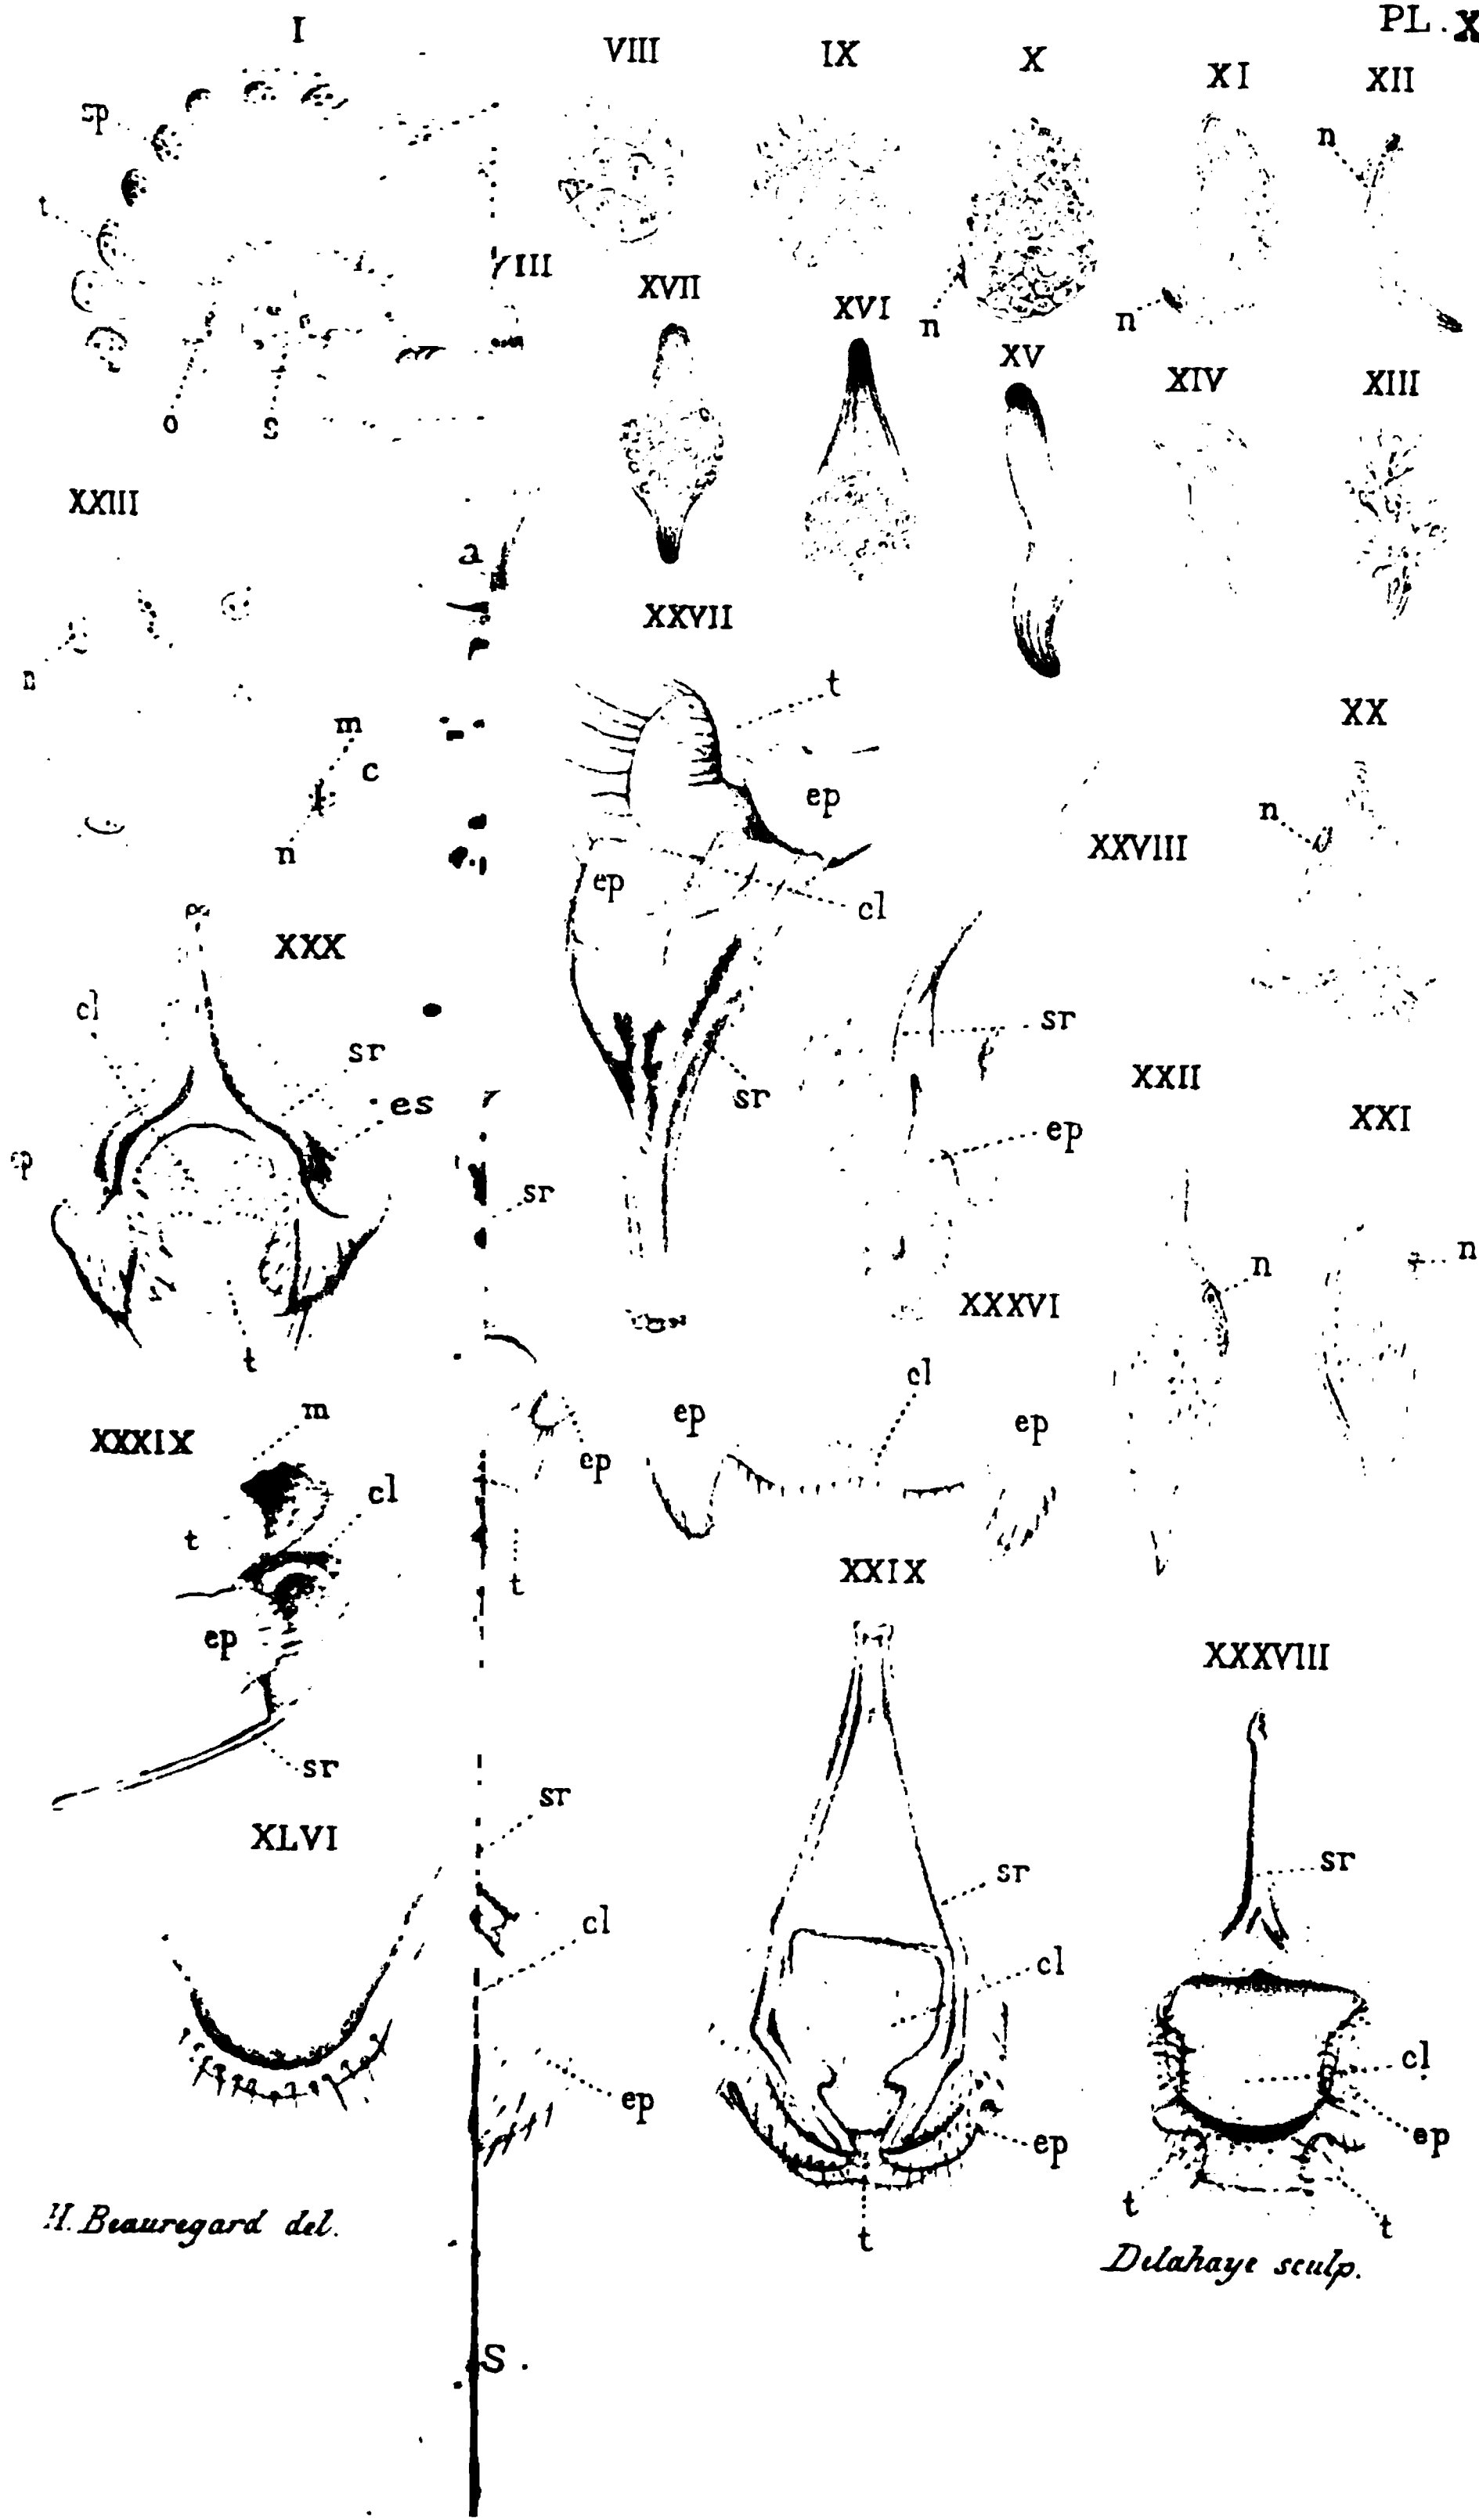 PL. X
I
VIII
IX
X
XI
XII
sp
n
t
III
XVII
XVI
n
n
XV
XIV
XIII
o
s
XXIII
a
XXVII
n
t
XX
m
c
ep
n
n
XXVIII
ep
cl
XXX
cl
sr
sr
XXII
es
sr
ep
XXI
p
sr
n
n
XXXVI
t
cl
m
ep
ep
XXXIX
ep
cl
t
t
XXIX
ep
XXXVIII
sr
sr
XLVI
sr
sr
cl
cl
cl
ep
ep
ep
t
t
t
H. Beauregard del.
Delahaye sculp.
S.